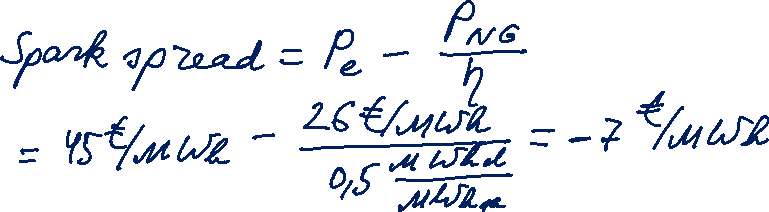 Spark spread = Pe - PNG / η
= 45 €/MWh - 26 €/MWh / 0,5 MWhel / MWhth = -7 €/MWh